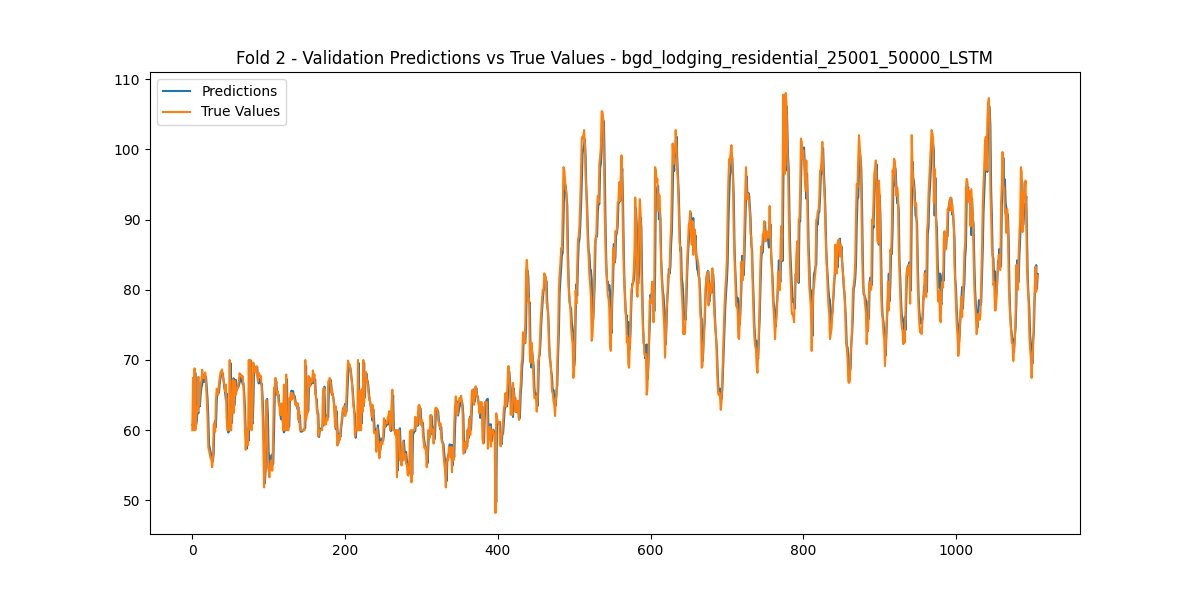 Fold 2 - Validation Predictions vs True Values - bgd_lodging_residential_25001_50000_LSTM
Predictions
True Values
110
100
90
80
70
60
50
0 200 400 600 800 1000